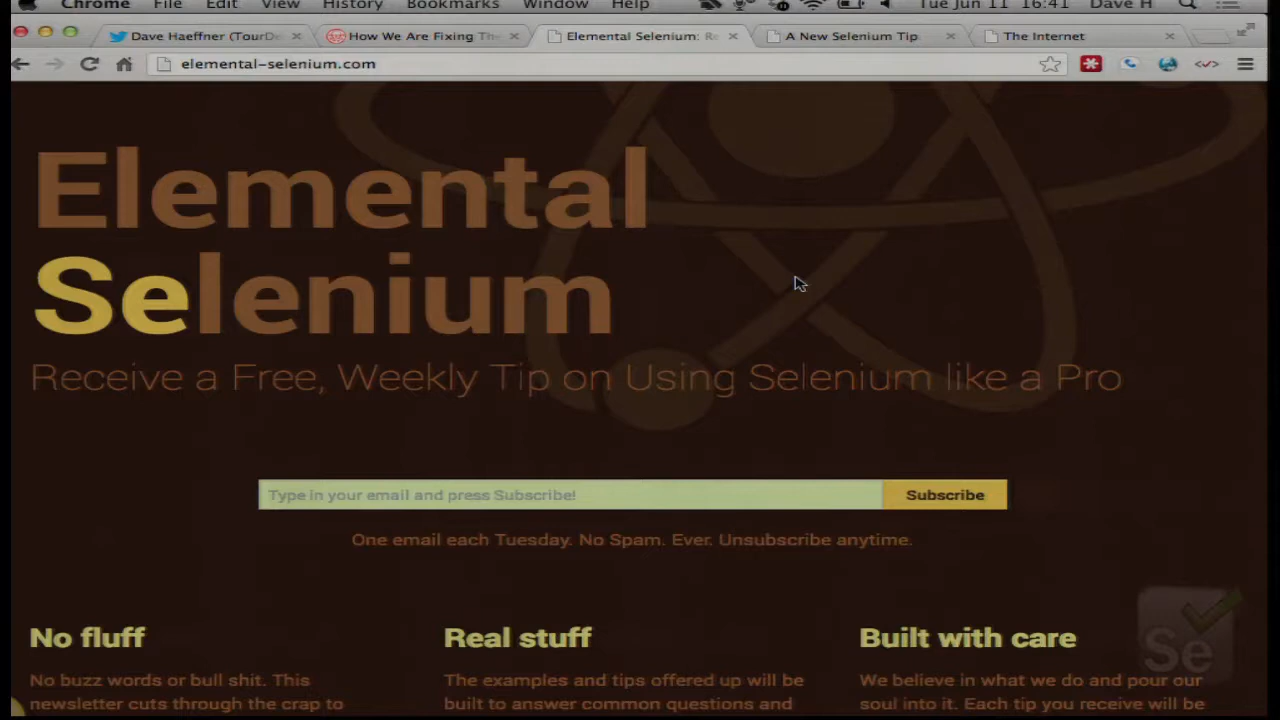 Chrome File Edit View History Bookmarks Window Help Tue Jun 11 16:41 Dave H
Dave Haeffner (TourDe
How We Are Fixing Th
Elemental Selenium: Re
A New Selenium Tip
The Internet
elemental-selenium.com
Elemental
Selenium
Receive a Free, Weekly Tip on Using Selenium like a Pro
Type in your email and press Subscribe!
Subscribe
One email each Tuesday. No Spam. Ever. Unsubscribe anytime.
No fluff
No buzz words or bull shit. This
newsletter cuts through the crap to
Real stuff
The examples and tips offered up will be
built to answer common questions and
Built with care
We believe in what we do and pour our
soul into it. Each tip you receive will be
Se